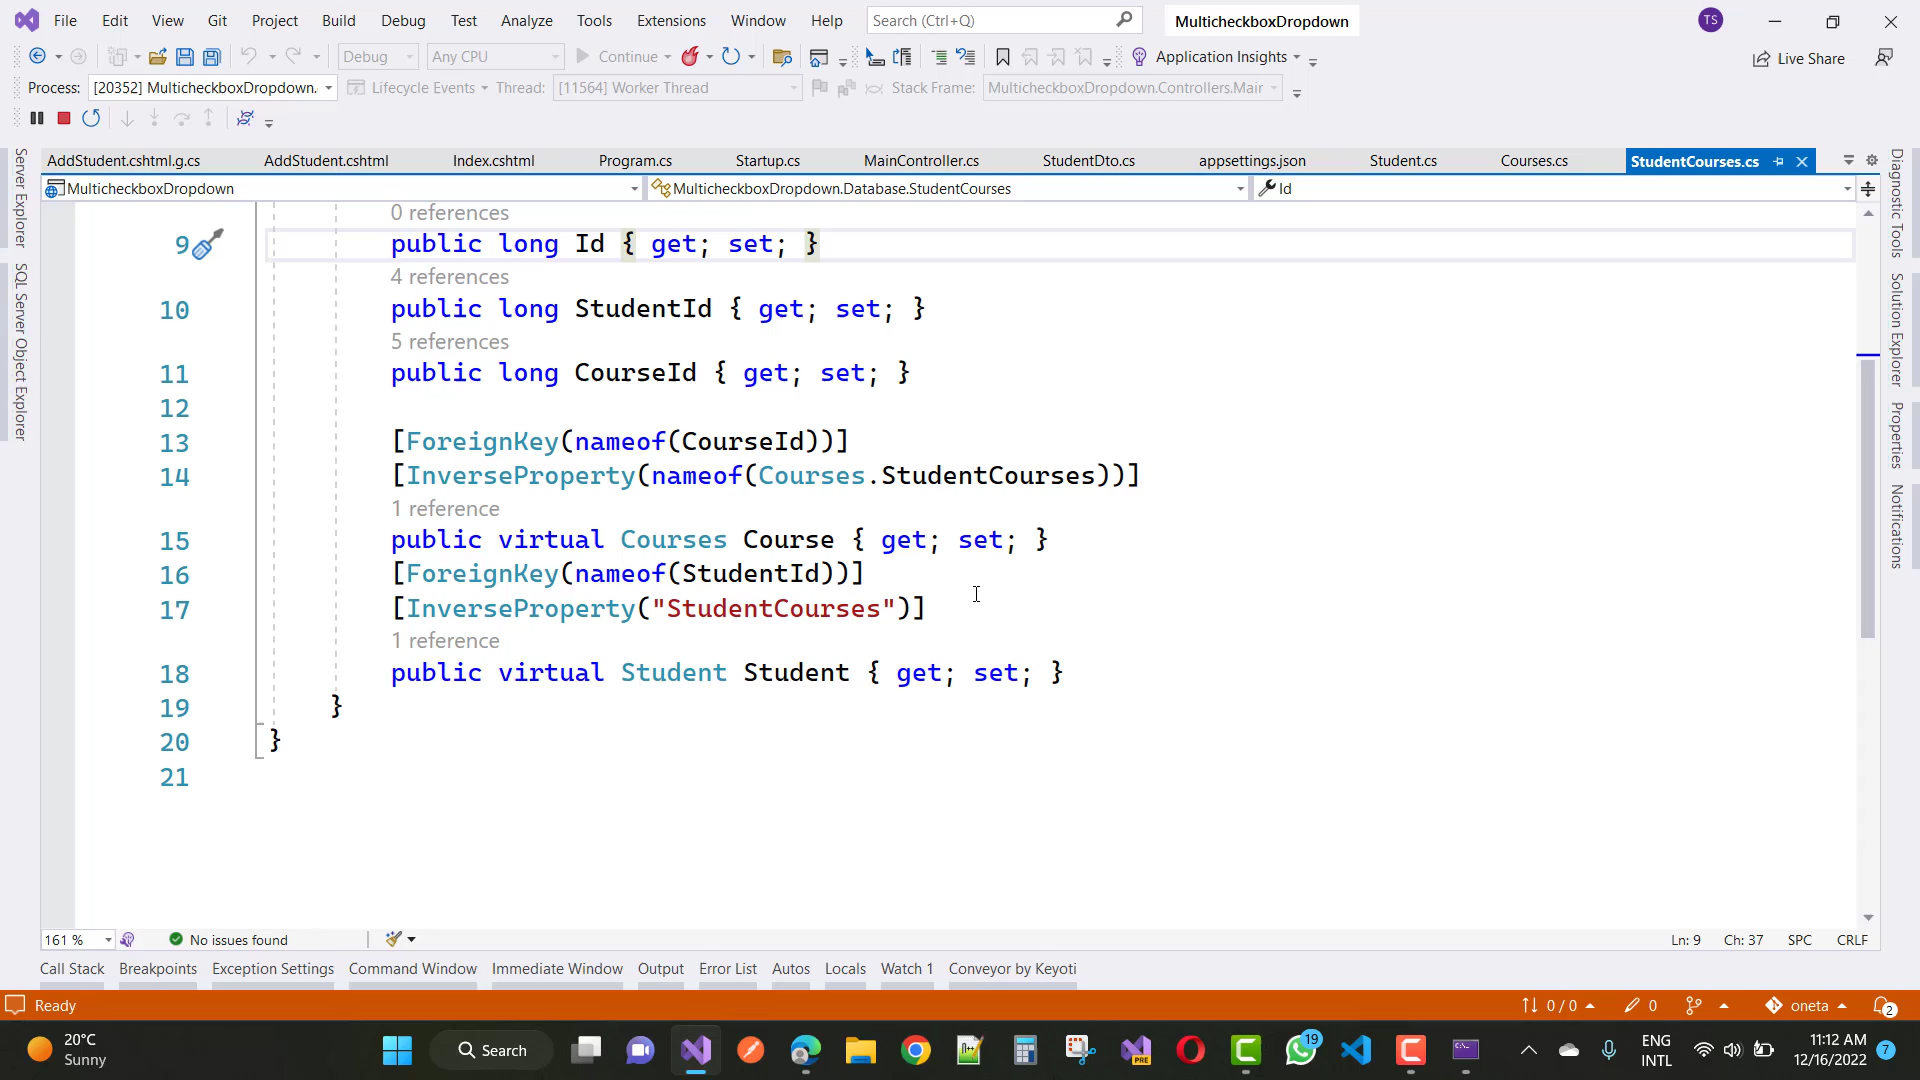 File Edit View Git Project Build Debug Test Analyze Tools Extensions Window Help Search (Ctrl+Q) MulticheckboxDropdown TS
Debug Any CPU Continue Application Insights Live Share
Process: [20352] MulticheckboxDropdown. Lifecycle Events Thread: [11564] Worker Thread Stack Frame: MulticheckboxDropdown.Controllers.Mair
AddStudent.cshtml.g.cs AddStudent.cshtml Index.cshtml Program.cs Startup.cs MainController.cs StudentDto.cs appsettings.json Student.cs Courses.cs StudentCourses.cs
MulticheckboxDropdown MulticheckboxDropdown.Database.StudentCourses Id
Server Explorer
SQL Server Object Explorer
0 references
9 public long Id { get; set; }
4 references
10 public long StudentId { get; set; }
5 references
11 public long CourseId { get; set; }
12
13 [ForeignKey(nameof(CourseId))]
14 [InverseProperty(nameof(Courses.StudentCourses))]
1 reference
15 public virtual Courses Course { get; set; }
16 [ForeignKey(nameof(StudentId))]
17 [InverseProperty("StudentCourses")]
1 reference
18 public virtual Student Student { get; set; }
19 }
20 }
21
Diagnostic Tools
Solution Explorer
Properties
Notifications
161 % No issues found Ln: 9 Ch: 37 SPC CRLF
Call Stack Breakpoints Exception Settings Command Window Immediate Window Output Error List Autos Locals Watch 1 Conveyor by Keyoti
Ready 0 / 0 0 oneta 2
20°C
Sunny
Search
PRE
19
ENG
INTL
11:12 AM
12/16/2022
7